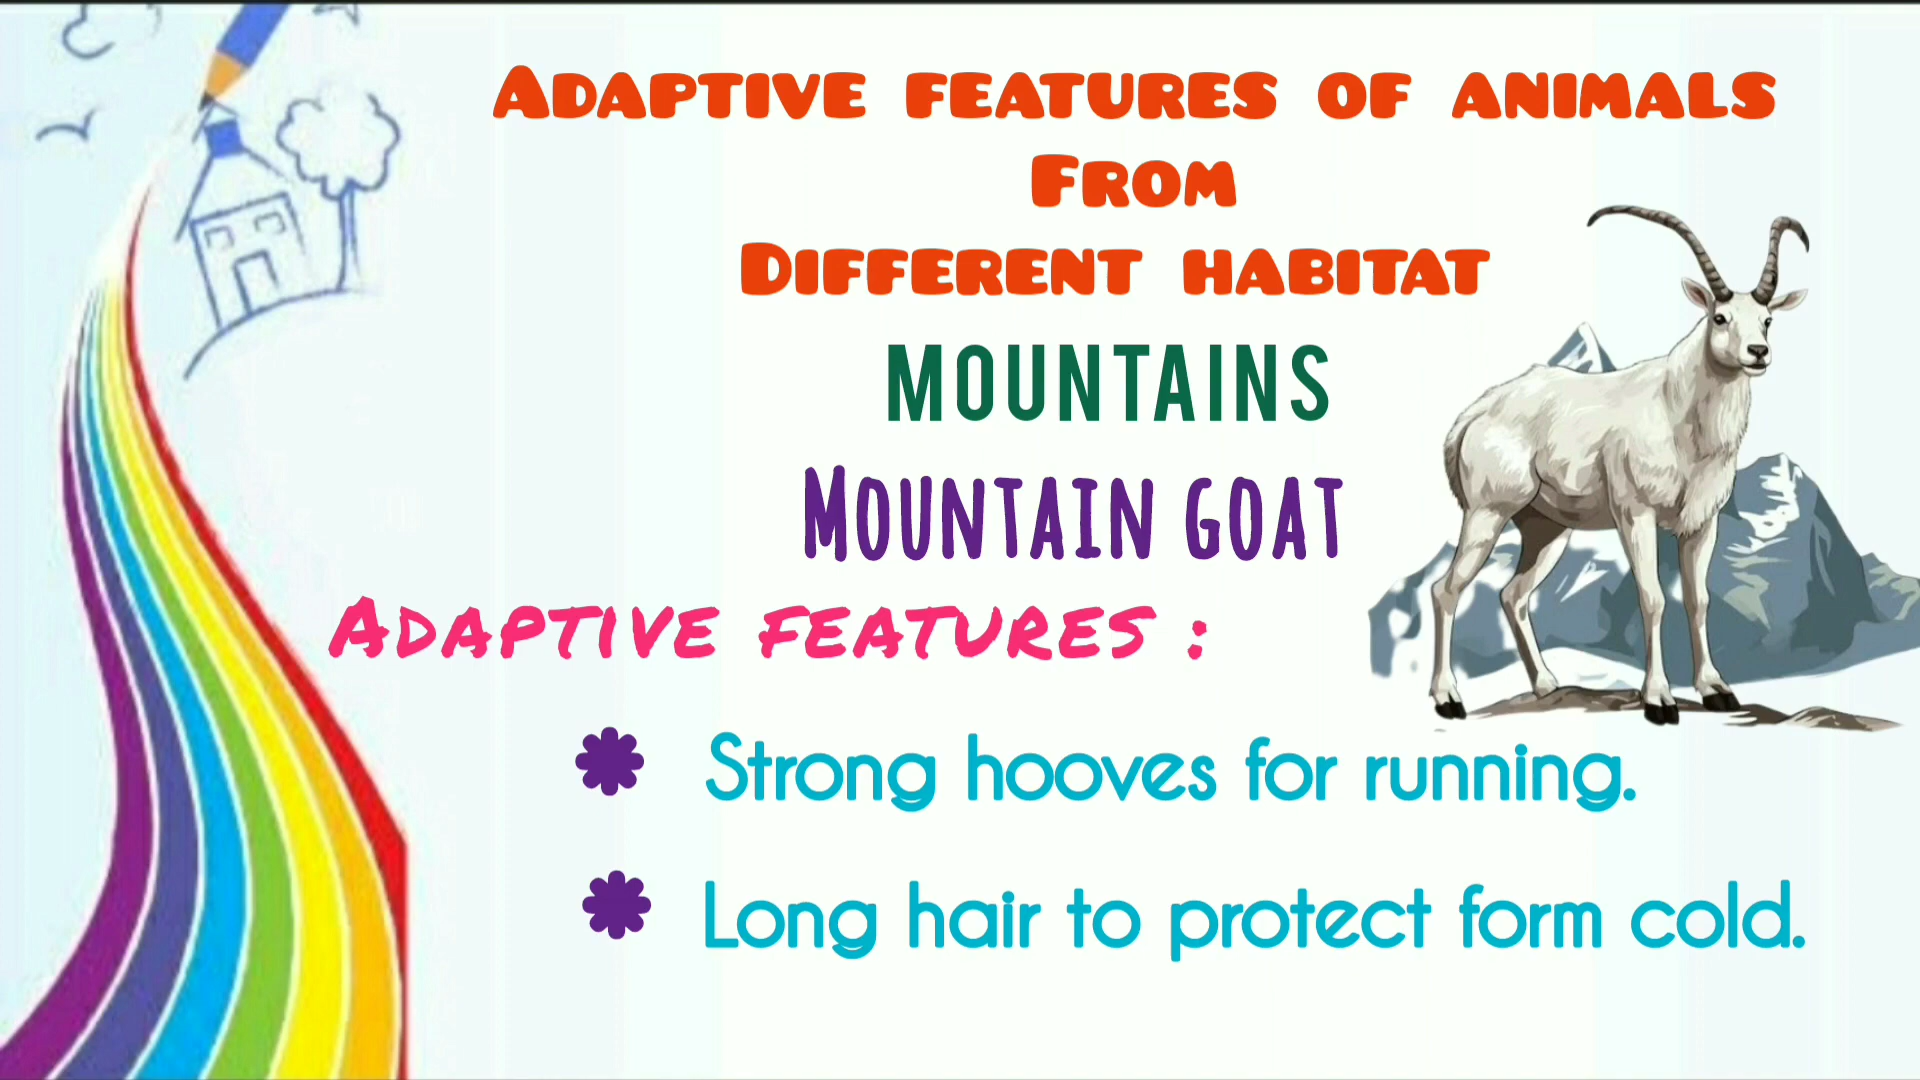 ADAPTIVE FEATURES OF ANIMALS
FROM
DIFFERENT HABITAT
MOUNTAINS
MOUNTAIN GOAT
ADAPTIVE FEATURES :
Strong hooves for running.
Long hair to protect form cold.